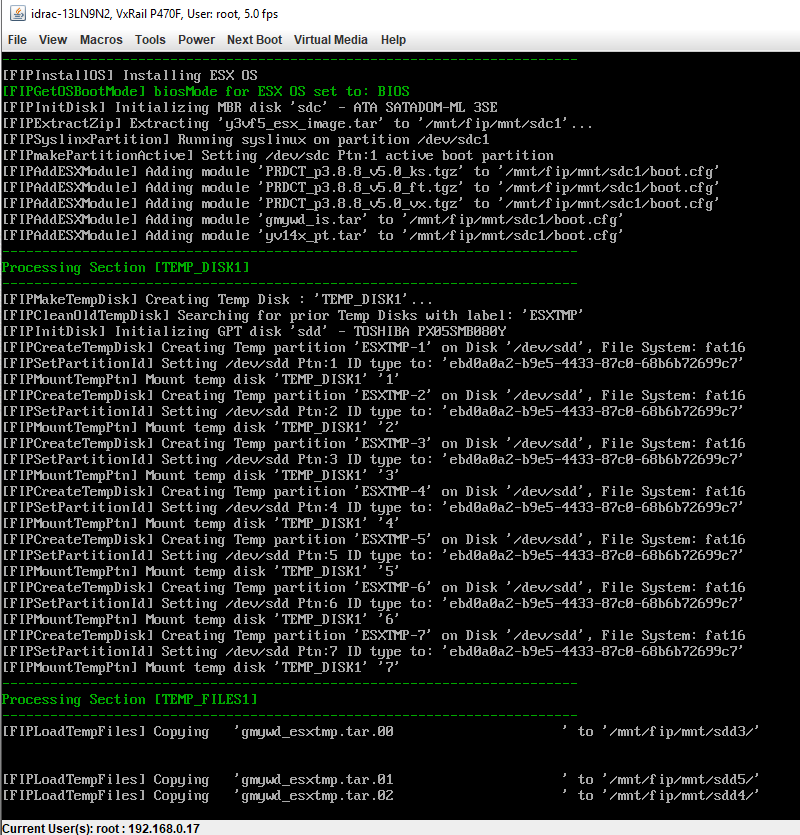 idrac-13LN9N2, VxRail P470F, User: root, 5.0 fps
File View Macros Tools Power Next Boot Virtual Media Help
------------------------------------------------------------------------
[FIPInstallOS] Installing ESX OS
[FIPGetOSBootMode] biosMode for ESX OS set to: BIOS
[FIPInitDisk] Initializing MBR disk 'sdc' - ATA SATADOM-ML 3SE
[FIPExtractZip] Extracting 'y3vf5_esx_image.tar' to '/mnt/fip/mnt/sdc1'...
[FIPSyslinxPartition] Running syslinux on partition /dev/sdc1
[FIPmakePartitionActive] Setting /dev/sdc Ptn:1 active boot partition
[FIPAddESXModule] Adding module 'PRDCT_p3.8.8_v5.0_ks.tgz' to '/mnt/fip/mnt/sdc1/boot.cfg'
[FIPAddESXModule] Adding module 'PRDCT_p3.8.8_v5.0_ft.tgz' to '/mnt/fip/mnt/sdc1/boot.cfg'
[FIPAddESXModule] Adding module 'PRDCT_p3.8.8_v5.0_vx.tgz' to '/mnt/fip/mnt/sdc1/boot.cfg'
[FIPAddESXModule] Adding module 'gmywd_is.tar' to '/mnt/fip/mnt/sdc1/boot.cfg'
[FIPAddESXModule] Adding module 'yv14x_pt.tar' to '/mnt/fip/mnt/sdc1/boot.cfg'
------------------------------------------------------------------------
Processing Section [TEMP_DISK1]
------------------------------------------------------------------------
[FIPMakeTempDisk] Creating Temp Disk : 'TEMP_DISK1'...
[FIPCleanOldTempDisk] Searching for prior Temp Disks with label: 'ESXTMP'
[FIPInitDisk] Initializing GPT disk 'sdd' - TOSHIBA PX05SMB080Y
[FIPCreateTempDisk] Creating Temp partition 'ESXTMP-1' on Disk '/dev/sdd', File System: fat16
[FIPSetPartitionId] Setting /dev/sdd Ptn:1 ID type to: 'ebd0a0a2-b9e5-4433-87c0-68b6b72699c7'
[FIPMountTempPtn] Mount temp disk 'TEMP_DISK1' '1'
[FIPCreateTempDisk] Creating Temp partition 'ESXTMP-2' on Disk '/dev/sdd', File System: fat16
[FIPSetPartitionId] Setting /dev/sdd Ptn:2 ID type to: 'ebd0a0a2-b9e5-4433-87c0-68b6b72699c7'
[FIPMountTempPtn] Mount temp disk 'TEMP_DISK1' '2'
[FIPCreateTempDisk] Creating Temp partition 'ESXTMP-3' on Disk '/dev/sdd', File System: fat16
[FIPSetPartitionId] Setting /dev/sdd Ptn:3 ID type to: 'ebd0a0a2-b9e5-4433-87c0-68b6b72699c7'
[FIPMountTempPtn] Mount temp disk 'TEMP_DISK1' '3'
[FIPCreateTempDisk] Creating Temp partition 'ESXTMP-4' on Disk '/dev/sdd', File System: fat16
[FIPSetPartitionId] Setting /dev/sdd Ptn:4 ID type to: 'ebd0a0a2-b9e5-4433-87c0-68b6b72699c7'
[FIPMountTempPtn] Mount temp disk 'TEMP_DISK1' '4'
[FIPCreateTempDisk] Creating Temp partition 'ESXTMP-5' on Disk '/dev/sdd', File System: fat16
[FIPSetPartitionId] Setting /dev/sdd Ptn:5 ID type to: 'ebd0a0a2-b9e5-4433-87c0-68b6b72699c7'
[FIPMountTempPtn] Mount temp disk 'TEMP_DISK1' '5'
[FIPCreateTempDisk] Creating Temp partition 'ESXTMP-6' on Disk '/dev/sdd', File System: fat16
[FIPSetPartitionId] Setting /dev/sdd Ptn:6 ID type to: 'ebd0a0a2-b9e5-4433-87c0-68b6b72699c7'
[FIPMountTempPtn] Mount temp disk 'TEMP_DISK1' '6'
[FIPCreateTempDisk] Creating Temp partition 'ESXTMP-7' on Disk '/dev/sdd', File System: fat16
[FIPSetPartitionId] Setting /dev/sdd Ptn:7 ID type to: 'ebd0a0a2-b9e5-4433-87c0-68b6b72699c7'
[FIPMountTempPtn] Mount temp disk 'TEMP_DISK1' '7'
------------------------------------------------------------------------
Processing Section [TEMP_FILES1]
------------------------------------------------------------------------
[FIPLoadTempFiles] Copying   'gmywd_esxtmp.tar.00                     ' to '/mnt/fip/mnt/sdd3/'
[FIPLoadTempFiles] Copying   'gmywd_esxtmp.tar.01                     ' to '/mnt/fip/mnt/sdd5/'
[FIPLoadTempFiles] Copying   'gmywd_esxtmp.tar.02                     ' to '/mnt/fip/mnt/sdd4/'
Current User(s): root : 192.168.0.17